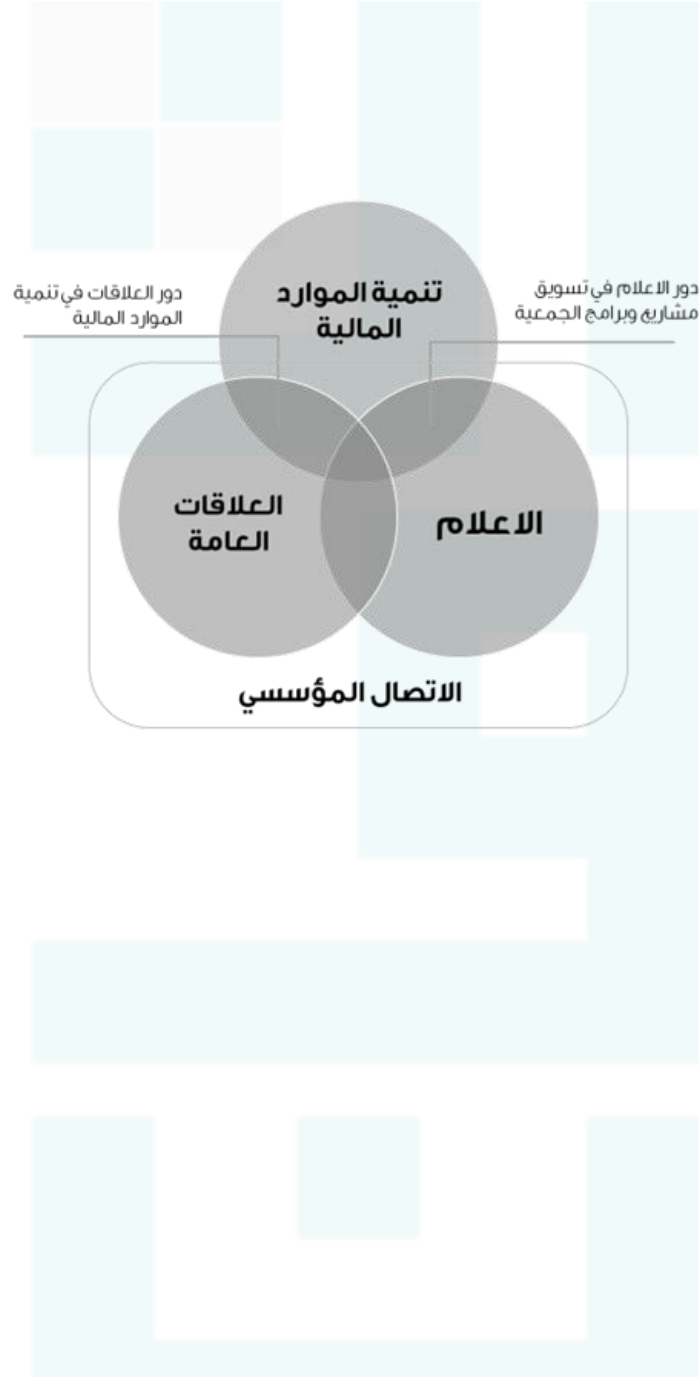 تنمية الموارد
المالية
دور الاعلام في تسويق
مشاريع وبرامج الجمعية
دور العلاقات في تنمية
الموارد المالية
الاعلام
العلاقات
العامة
الاتصال المؤسسي